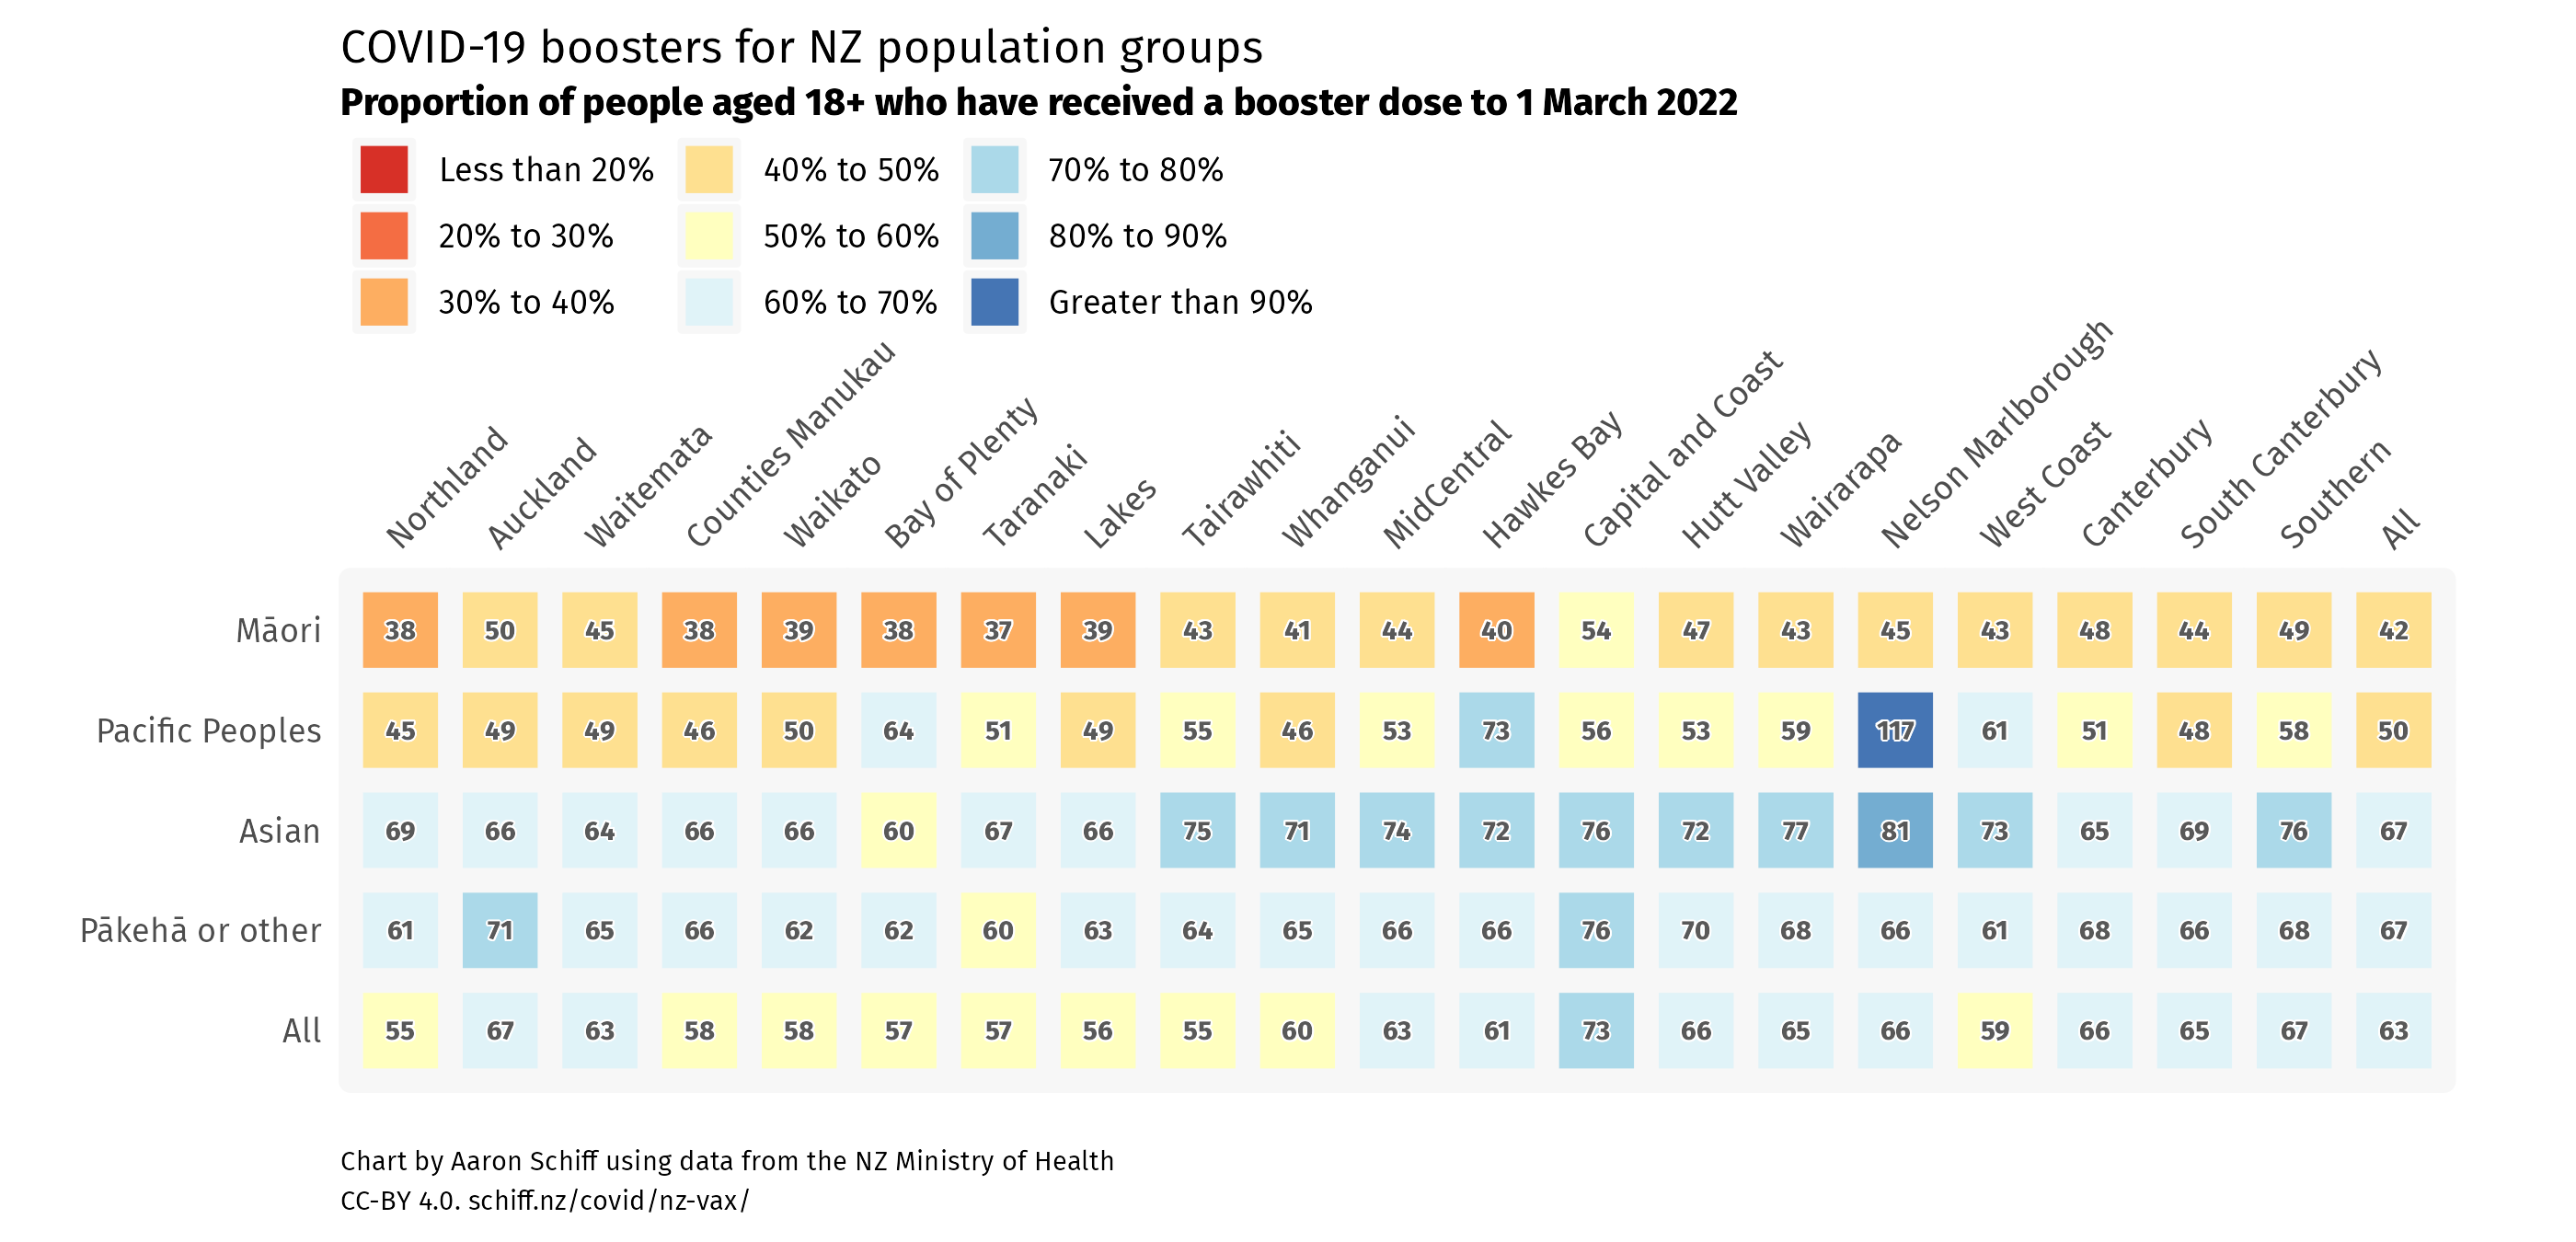 COVID-19 boosters for NZ population groups
Proportion of people aged 18+ who have received a booster dose to 1 March 2022
Less than 20% 40% to 50% 70% to 80%
20% to 30% 50% to 60% 80% to 90%
30% to 40% 60% to 70% Greater than 90%
Northland Auckland Waitemata Counties Manukau Waikato Bay of Plenty Taranaki Lakes Tairawhiti Whanganui MidCentral Hawkes Bay Capital and Coast Hutt Valley Wairarapa Nelson Marlborough West Coast Canterbury South Canterbury Southern All
Māori 38 50 45 38 39 38 37 39 43 41 44 40 54 47 43 45 43 48 44 49 42
Pacific Peoples 45 49 49 46 50 64 51 49 55 46 53 73 56 53 59 117 61 51 48 58 50
Asian 69 66 64 66 66 60 67 66 75 71 74 72 76 72 77 81 73 65 69 76 67
Pākehā or other 61 71 65 66 62 62 60 63 64 65 66 66 76 70 68 66 61 68 66 68 67
All 55 67 63 58 58 57 57 56 55 60 63 61 73 66 65 66 59 66 65 67 63
Chart by Aaron Schiff using data from the NZ Ministry of Health
CC-BY 4.0. schiff.nz/covid/nz-vax/